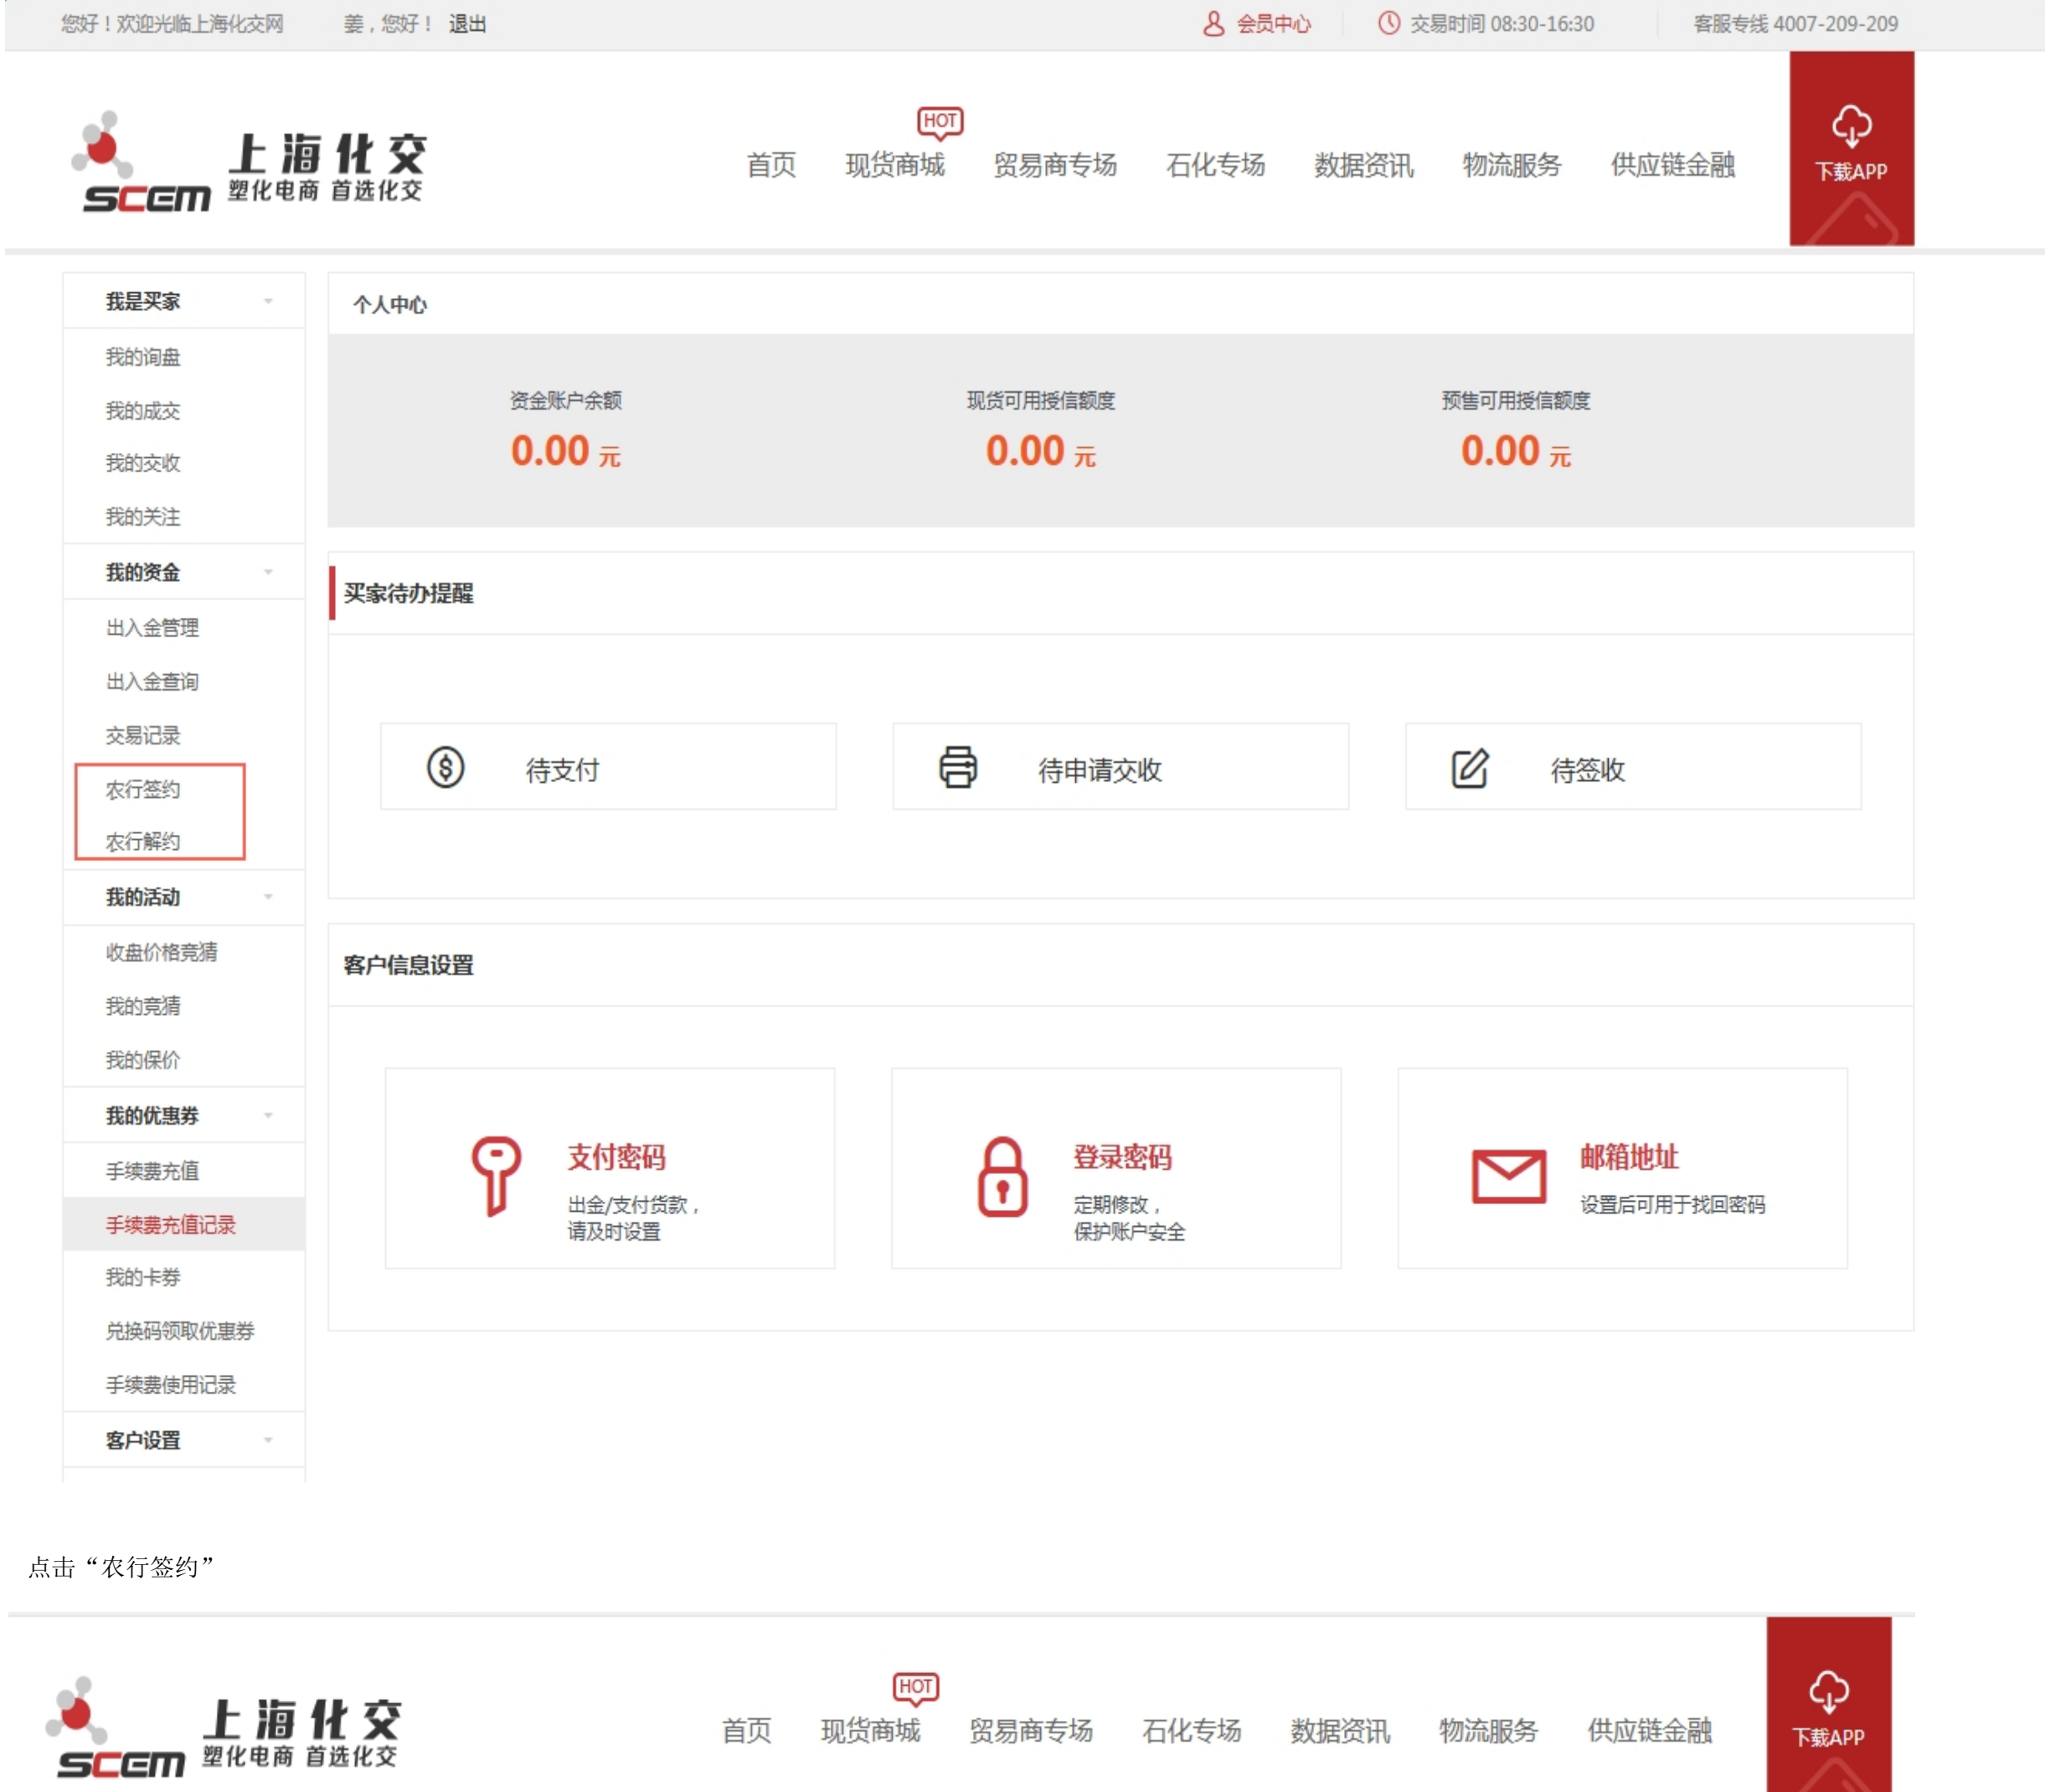 您好！欢迎光临上海化交网 姜，您好！ 退出 会员中心 交易时间 08:30-16:30 客服专线 4007-209-209
上海化交
塑化电商 首选化交
SCEM
HOT
首页 现货商城 贸易商专场 石化专场 数据资讯 物流服务 供应链金融
下载APP
我是买家
我的询盘
我的成交
我的交收
我的关注
我的资金
出入金管理
出入金查询
交易记录
农行签约
农行解约
我的活动
收盘价格竞猜
我的竞猜
我的保价
我的优惠券
手续费充值
手续费充值记录
我的卡券
兑换码领取优惠券
手续费使用记录
客户设置
个人中心
资金账户余额 现货可用授信额度 预售可用授信额度
0.00 元 0.00 元 0.00 元
买家待办提醒
待支付 待申请交收 待签收
客户信息设置
支付密码
出金/支付货款，
请及时设置
登录密码
定期修改，
保护账户安全
邮箱地址
设置后可用于找回密码
点击“农行签约”
上海化交
塑化电商 首选化交
SCEM
HOT
首页 现货商城 贸易商专场 石化专场 数据资讯 物流服务 供应链金融
下载APP